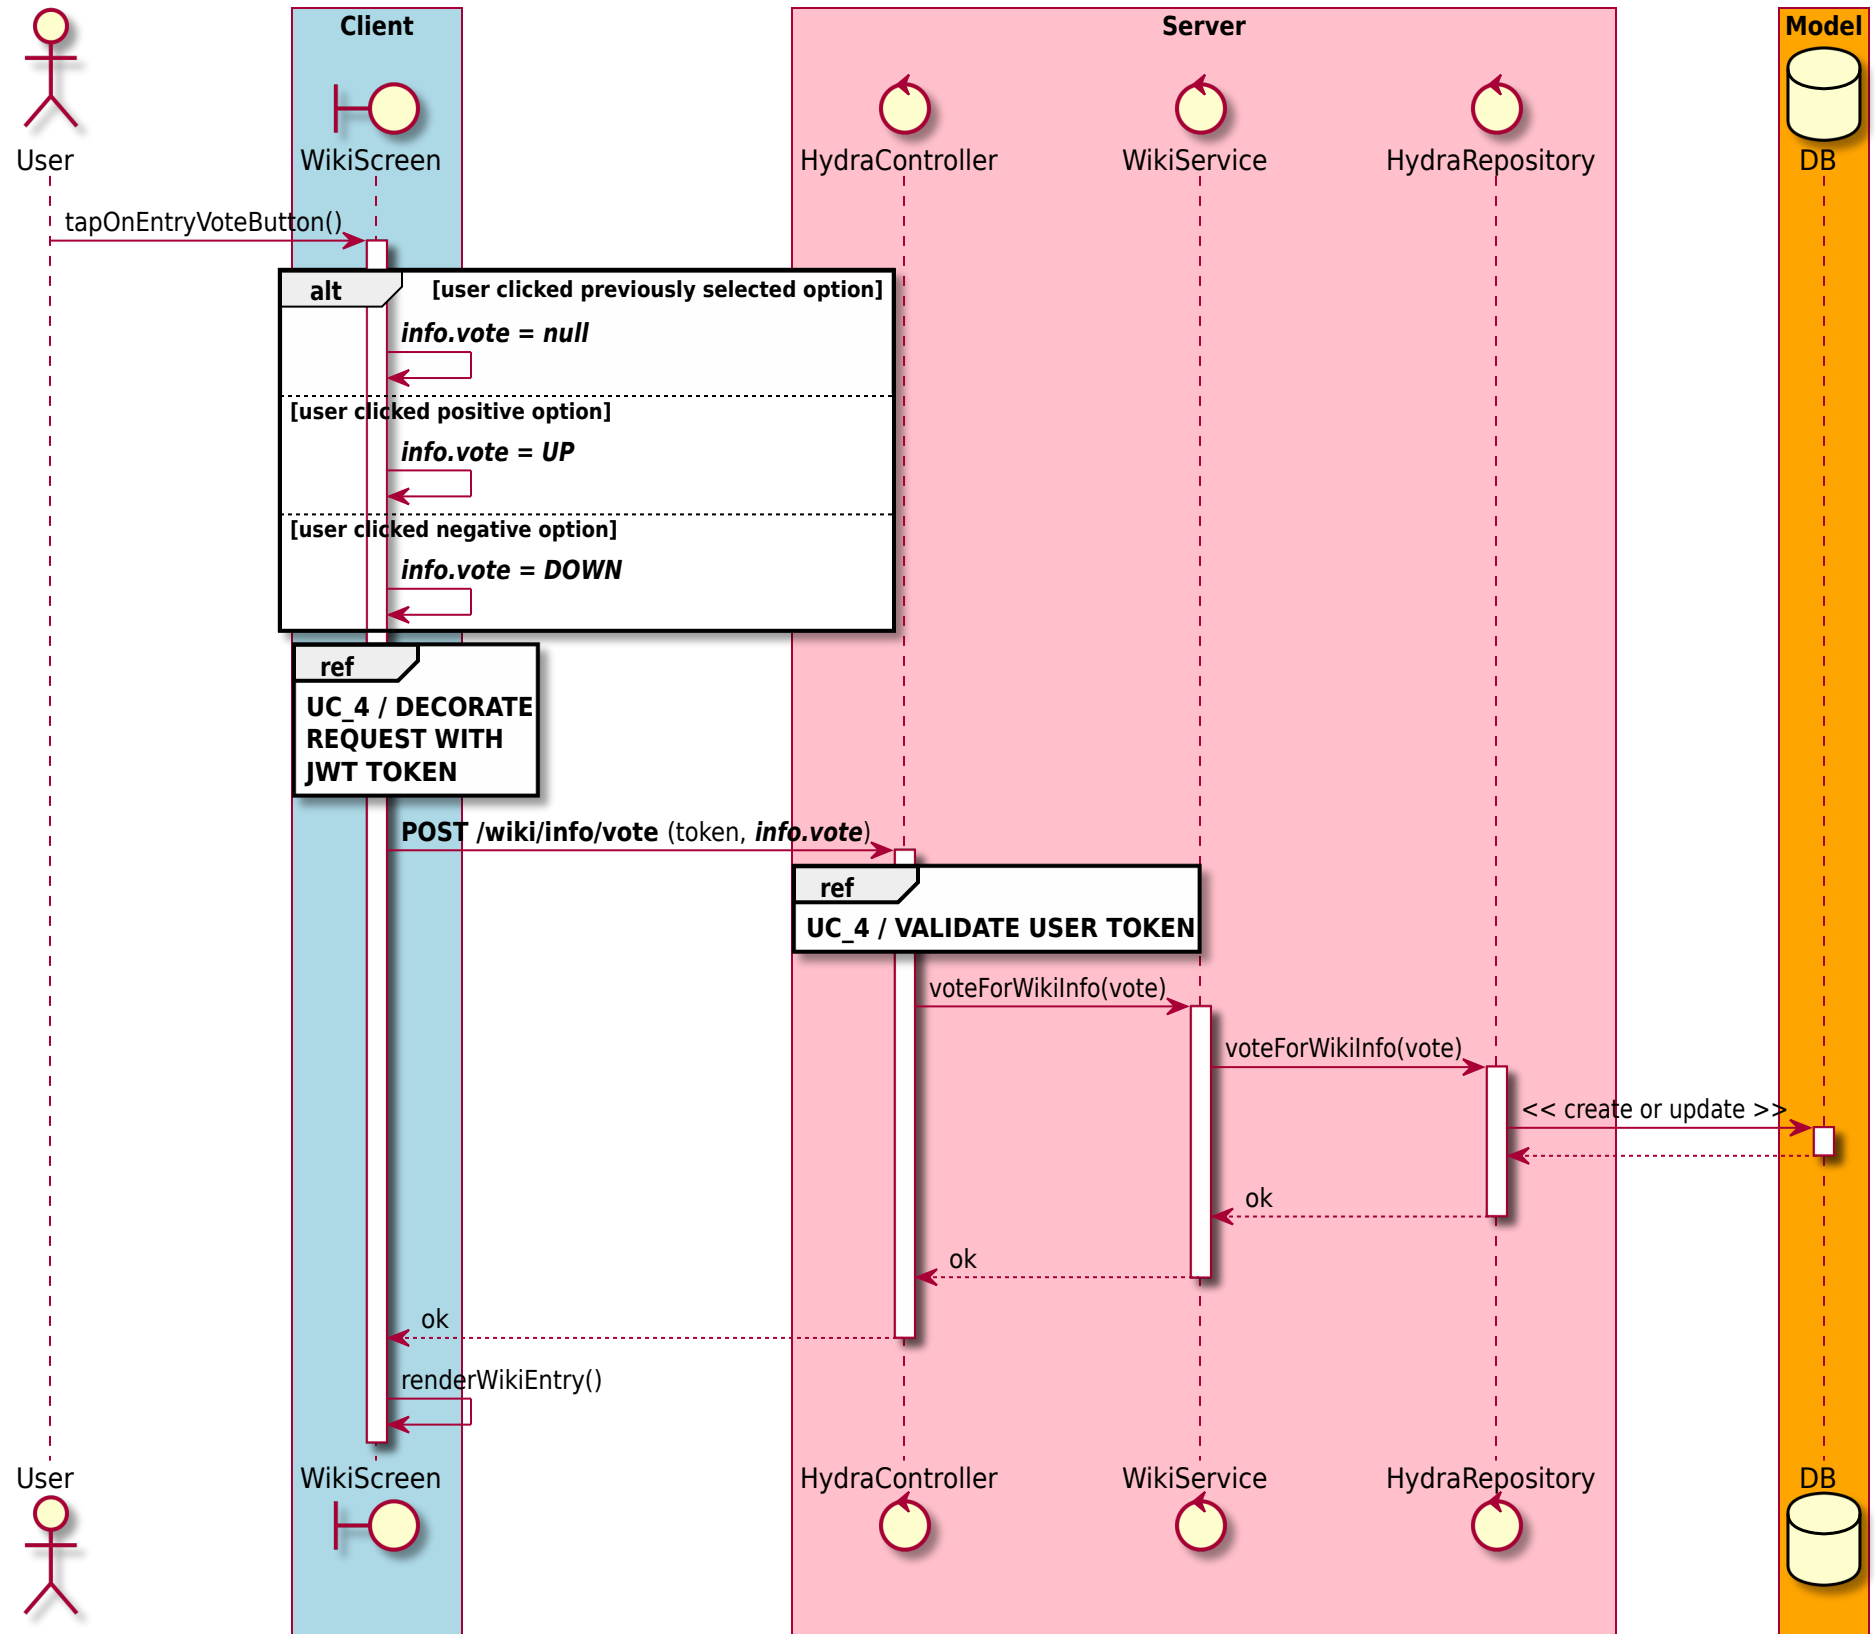 Client
Server
Model
User
WikiScreen
HydraController
WikiService
HydraRepository
DB
tapOnEntryVoteButton()
alt
[user clicked previously selected option]
info.vote = null
[user clicked positive option]
info.vote = UP
[user clicked negative option]
info.vote = DOWN
ref
UC_4 / DECORATE
REQUEST WITH
JWT TOKEN
POST /wiki/info/vote (token, info.vote)
ref
UC_4 / VALIDATE USER TOKEN
voteForWikiInfo(vote)
voteForWikiInfo(vote)
<< create or update >>
ok
ok
ok
renderWikiEntry()
User
WikiScreen
HydraController
WikiService
HydraRepository
DB